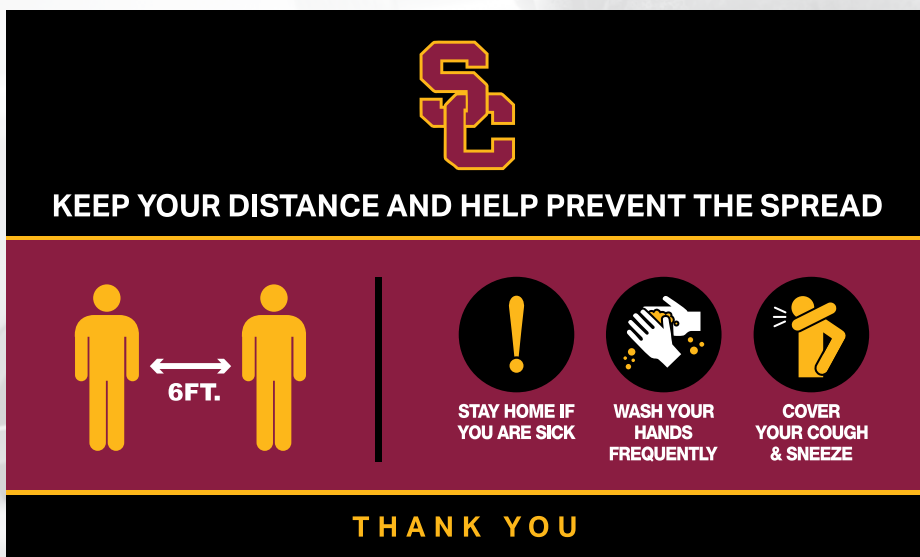 SC
KEEP YOUR DISTANCE AND HELP PREVENT THE SPREAD
6FT.
STAY HOME IF
YOU ARE SICK
WASH YOUR
HANDS
FREQUENTLY
COVER
YOUR COUGH
& SNEEZE
THANK YOU